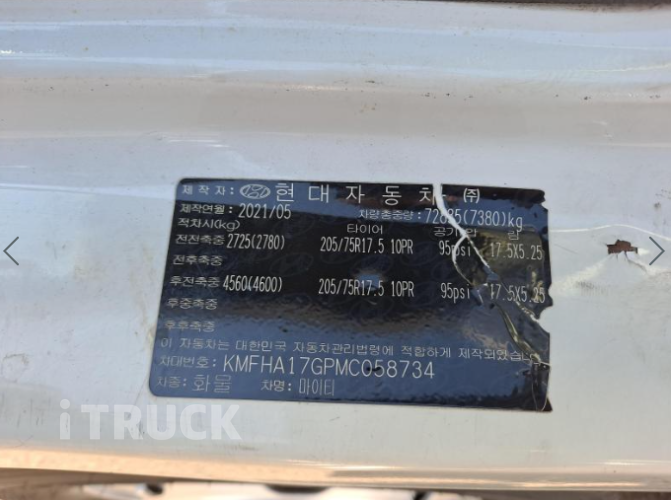 제작자: 현대자동차 ㈜
제작연월: 2021/05 차량총중량: 7285(7380)kg
적차시(kg) 타이어 공기압 림
전전축중 2725(2780) 205/75R17.5 10PR 95psi 17.5X5.25
전후축중
후전축중 4560(4600) 205/75R17.5 10PR 95psi 17.5X5.25
후중축중
후후축중
이 자동차는 대한민국 자동차관리법령에 적합하게 제작되었
차대번호: KMFHA17GPMC058734
차종: 화물 차명: 마이티
iTRUCK